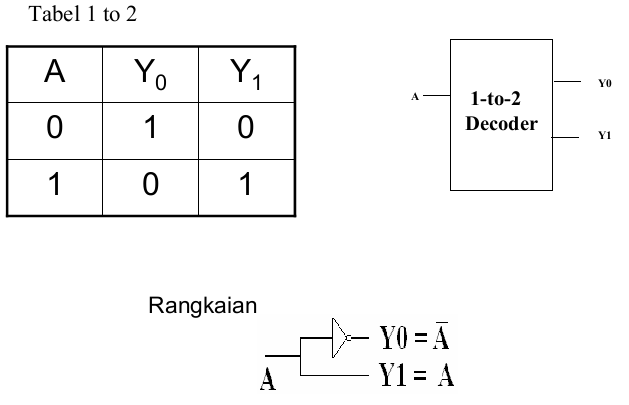 Tabel 1 to 2
A Y₀ Y₁
0 1 0
1 0 1
A
1-to-2
Decoder
Y0
Y1
Rangkaian
Y0 = A̅
Y1 = A
A